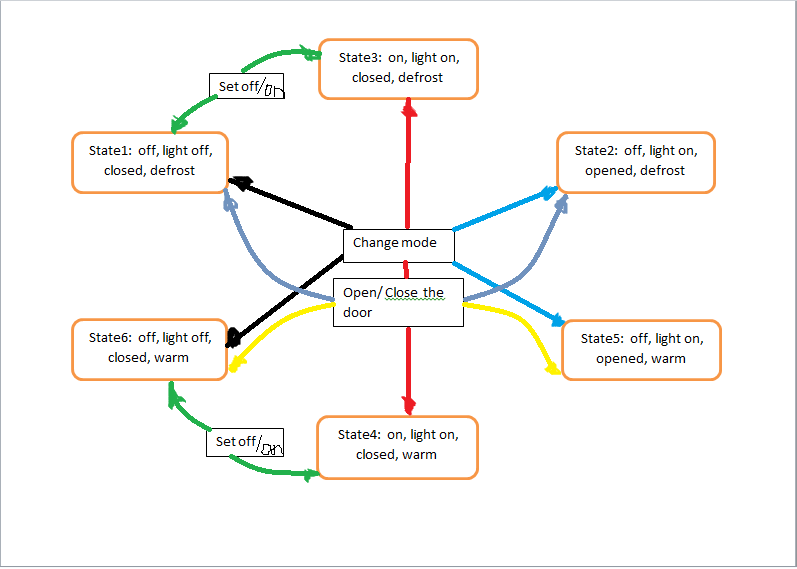 State3: on, light on,
closed, defrost
Set off/on
State1: off, light off,
closed, defrost
State2: off, light on,
opened, defrost
Change mode
Open/ Close the
door
State6: off, light off,
closed, warm
State5: off, light on,
opened, warm
Set off/on
State4: on, light on,
closed, warm